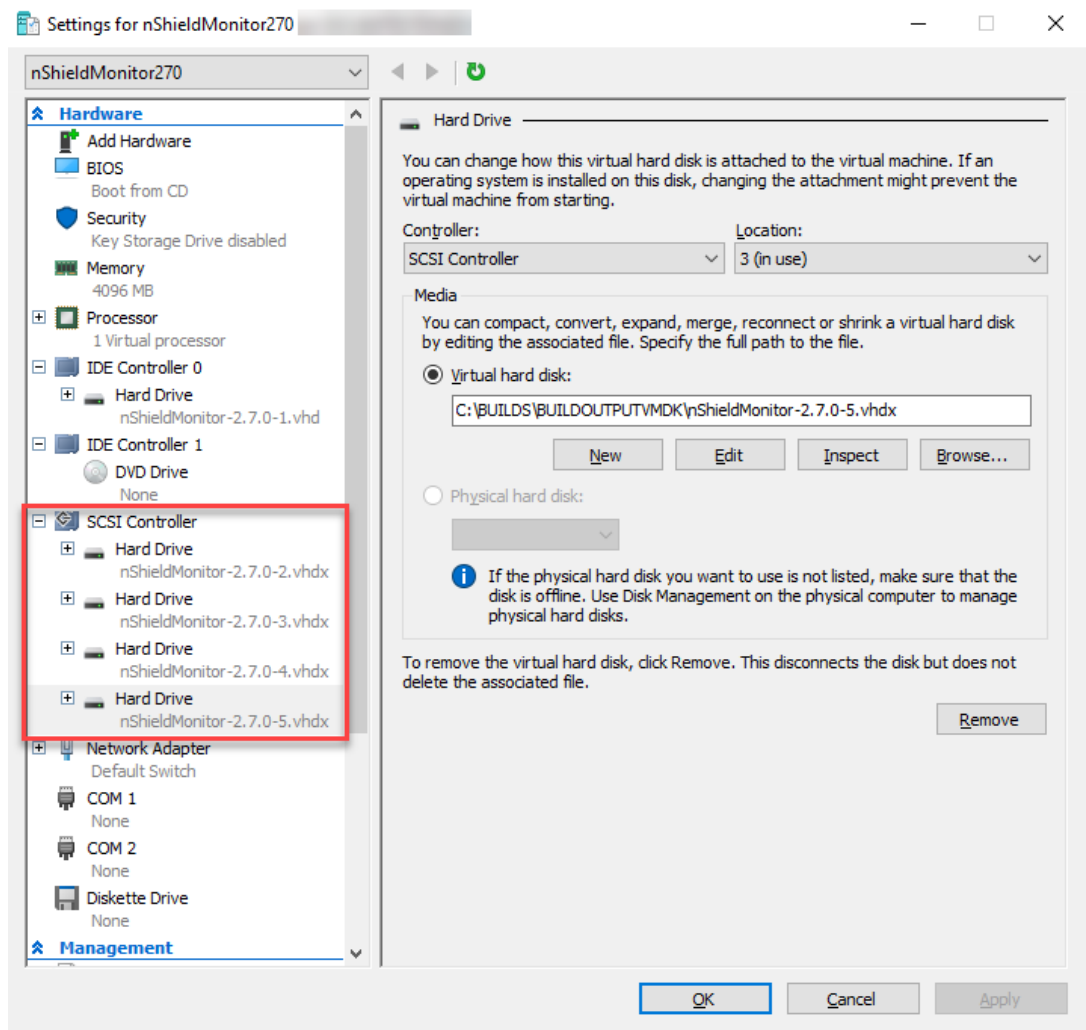 Settings for nShieldMonitor270
nShieldMonitor270
Hardware
Add Hardware
BIOS
Boot from CD
Security
Key Storage Drive disabled
Memory
4096 MB
Processor
1 Virtual processor
IDE Controller 0
Hard Drive
nShieldMonitor-2.7.0-1.vhd
IDE Controller 1
DVD Drive
None
SCSI Controller
Hard Drive
nShieldMonitor-2.7.0-2.vhdx
Hard Drive
nShieldMonitor-2.7.0-3.vhdx
Hard Drive
nShieldMonitor-2.7.0-4.vhdx
Hard Drive
nShieldMonitor-2.7.0-5.vhdx
Network Adapter
Default Switch
COM 1
None
COM 2
None
Diskette Drive
None
Management
Hard Drive
You can change how this virtual hard disk is attached to the virtual machine. If an
operating system is installed on this disk, changing the attachment might prevent the
virtual machine from starting.
Controller:
Location:
SCSI Controller
3 (in use)
Media
You can compact, convert, expand, merge, reconnect or shrink a virtual hard disk
by editing the associated file. Specify the full path to the file.
Virtual hard disk:
C:\BUILDS\BUILDOUTPUTVMDK\nShieldMonitor-2.7.0-5.vhdx
New
Edit
Inspect
Browse...
Physical hard disk:
If the physical hard disk you want to use is not listed, make sure that the
disk is offline. Use Disk Management on the physical computer to manage
physical hard disks.
To remove the virtual hard disk, click Remove. This disconnects the disk but does not
delete the associated file.
Remove
OK
Cancel
Apply